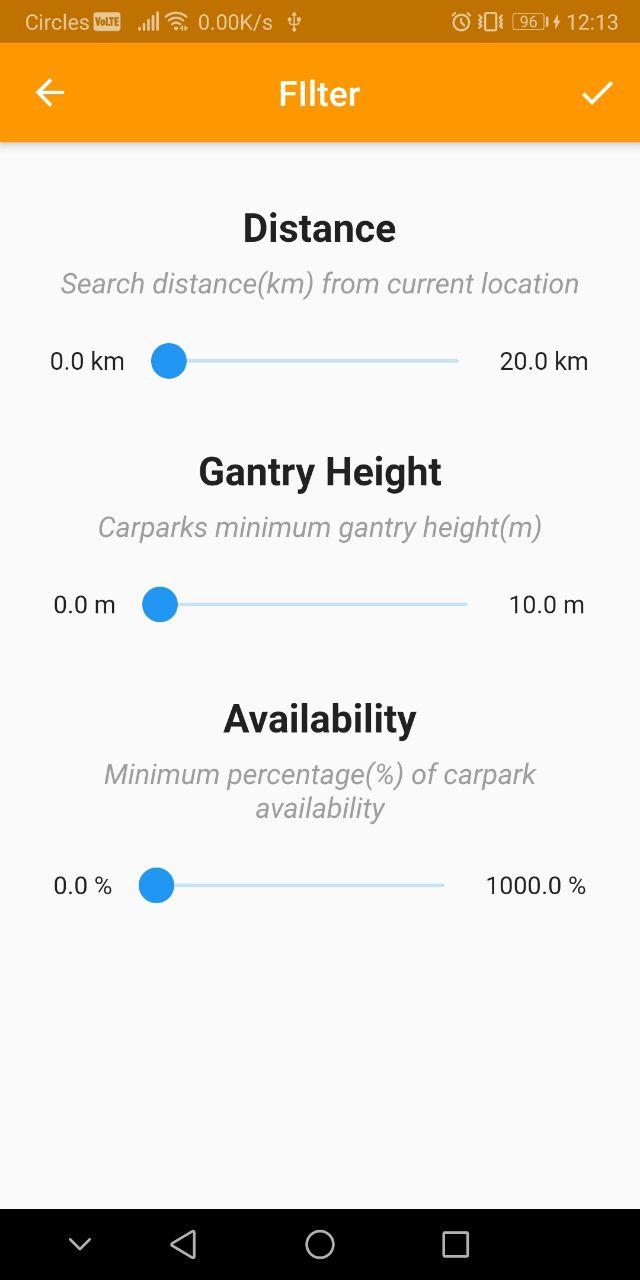 Circles VoLTE 0.00K/s 96 12:13
FIlter
Distance
Search distance(km) from current location
0.0 km 20.0 km
Gantry Height
Carparks minimum gantry height(m)
0.0 m 10.0 m
Availability
Minimum percentage(%) of carpark
availability
0.0 % 1000.0 %